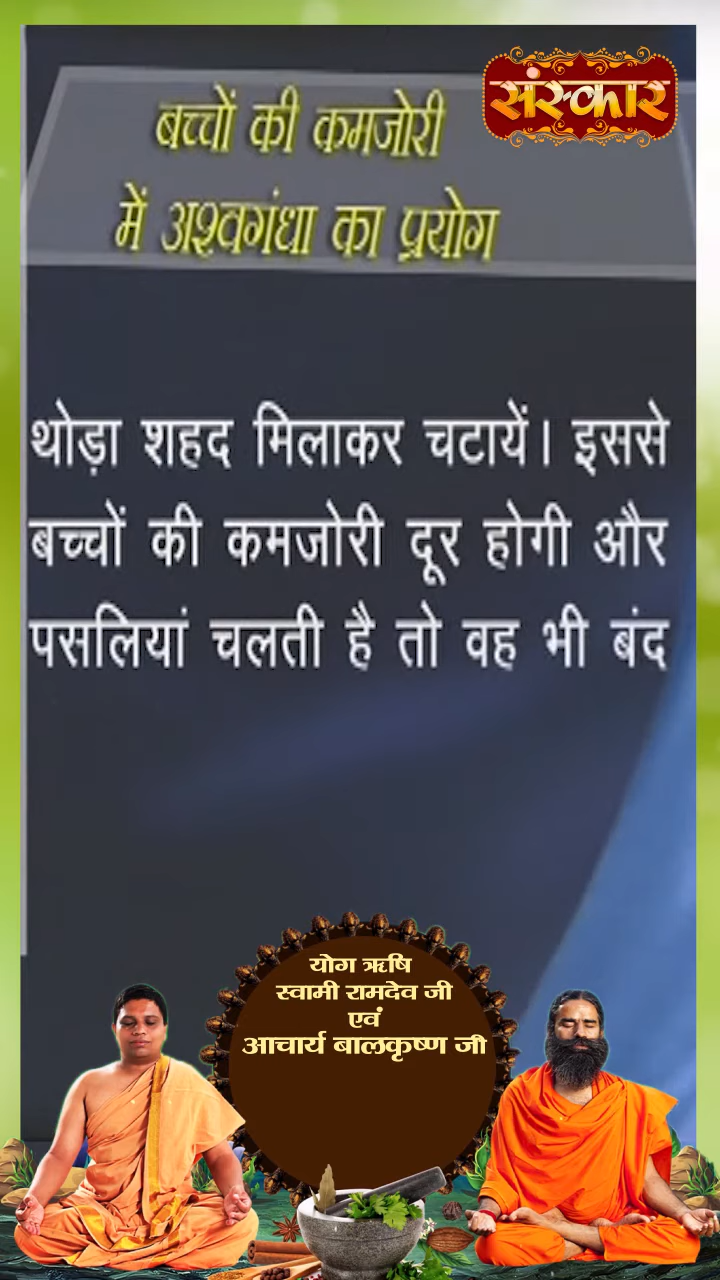 संस्कार
बच्चों की कमजोरी
में अश्वगंधा का प्रयोग
थोड़ा शहद मिलाकर चटायें। इससे
बच्चों की कमजोरी दूर होगी और
पसलियां चलती है तो वह भी बंद
योग ऋषि
स्वामी रामदेव जी
एवं
आचार्य बालकृष्ण जी